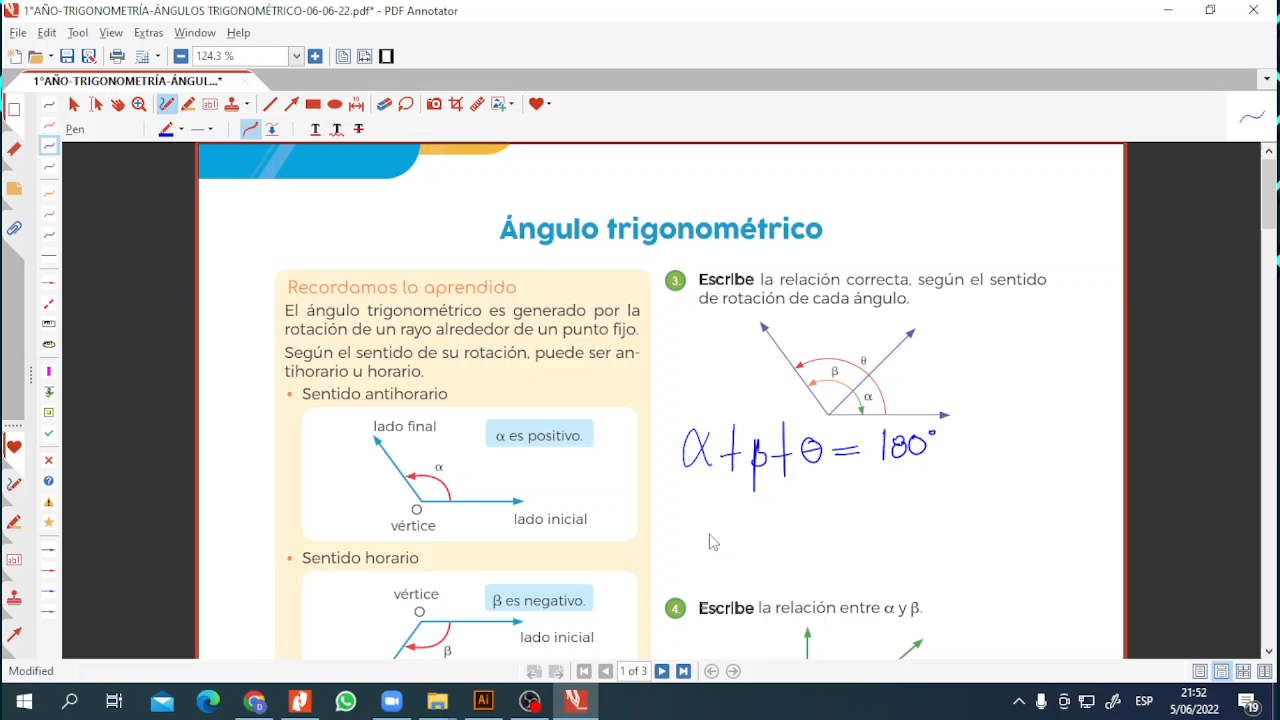 1°AÑO-TRIGONOMETRÍA-ÁNGULOS TRIGONOMÉTRICO-06-06-22.pdf* - PDF Annotator
File Edit Tool View Extras Window Help
124.3 %
1°AÑO-TRIGONOMETRÍA-ÁNGUL...*
Pen
Ángulo trigonométrico
Recordamos lo aprendido
El ángulo trigonométrico es generado por la
rotación de un rayo alrededor de un punto fijo.
Según el sentido de su rotación, puede ser an-
tihorario u horario.
• Sentido antihorario
lado final
α es positivo.
α
O
vértice
lado inicial
• Sentido horario
vértice
O
β es negativo.
lado inicial
β
3. Escribe la relación correcta, según el sentido
de rotación de cada ángulo.
θ
β
α
α+β+θ = 180°
4. Escribe la relación entre α y β.
Modified
1 of 3
ESP
21:52
5/06/2022
19